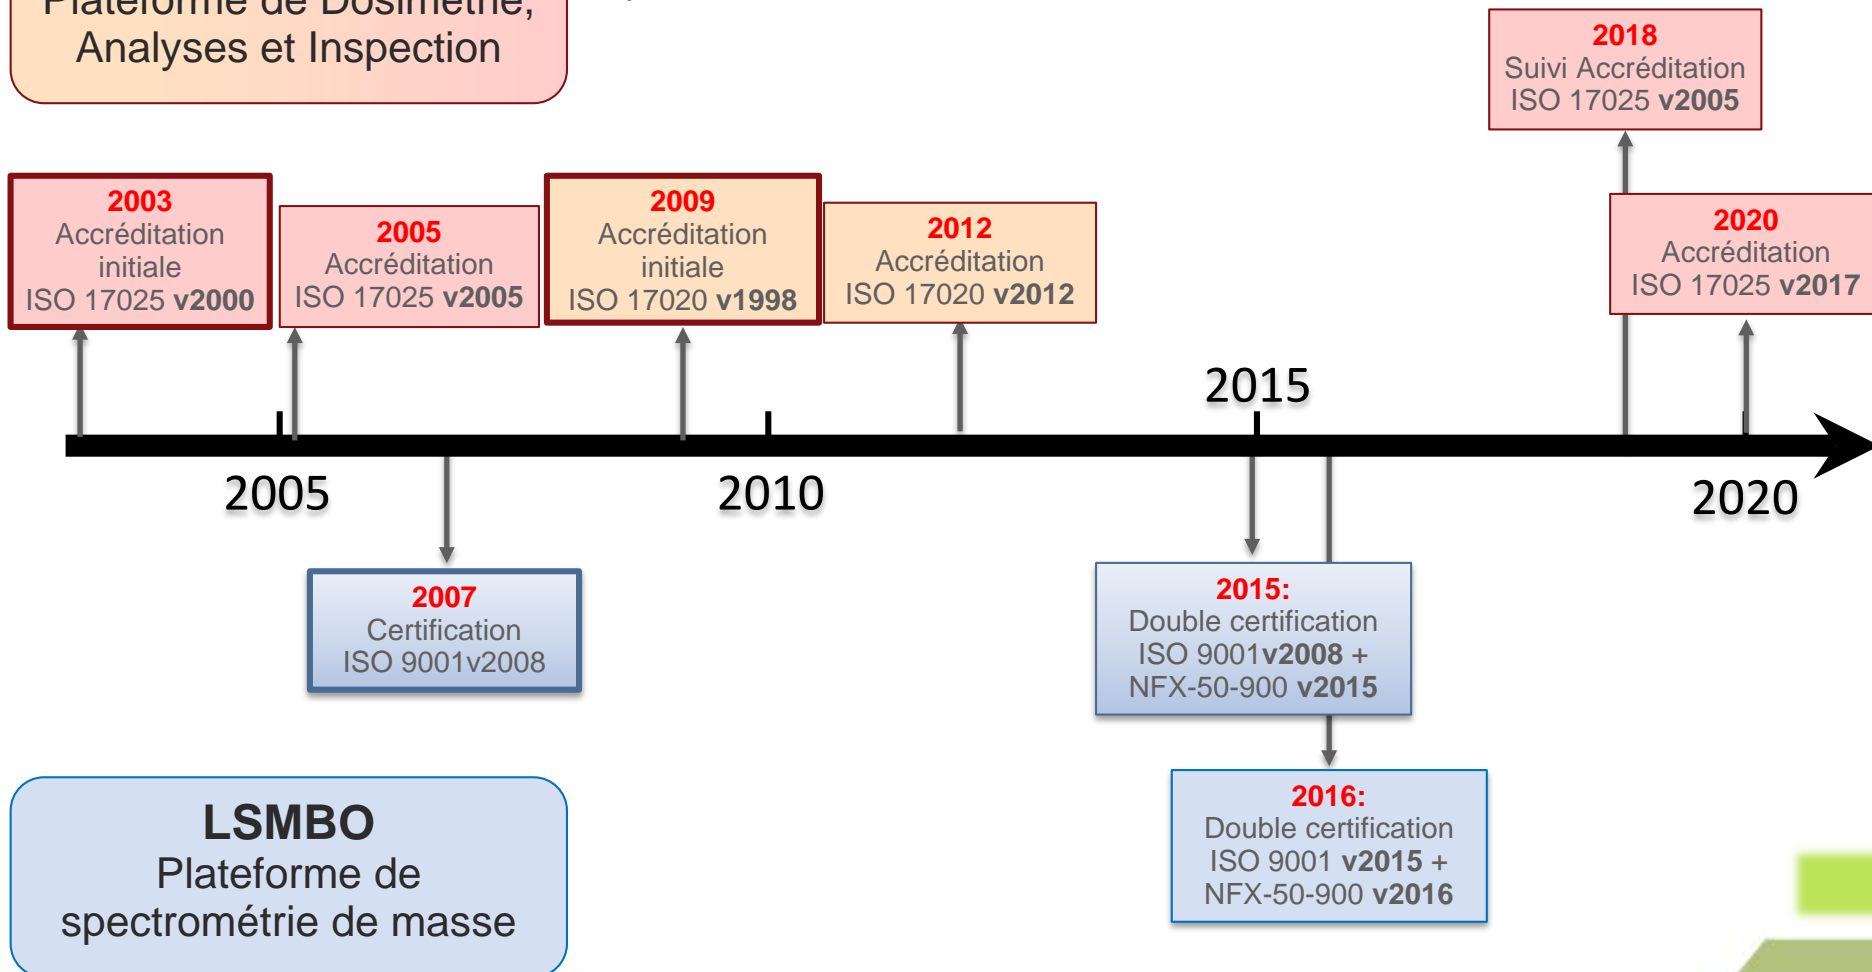 Plateforme de Dosimétrie,
Analyses et Inspection
2018
Suivi Accréditation
ISO 17025 v2005
2003
Accréditation
initiale
ISO 17025 v2000
2005
Accréditation
ISO 17025 v2005
2009
Accréditation
initiale
ISO 17020 v1998
2012
Accréditation
ISO 17020 v2012
2020
Accréditation
ISO 17025 v2017
2015
2005
2010
2020
2007
Certification
ISO 9001v2008
2015:
Double certification
ISO 9001v2008 +
NFX-50-900 v2015
2016:
Double certification
ISO 9001 v2015 +
NFX-50-900 v2016
LSMBO
Plateforme de
spectrométrie de masse